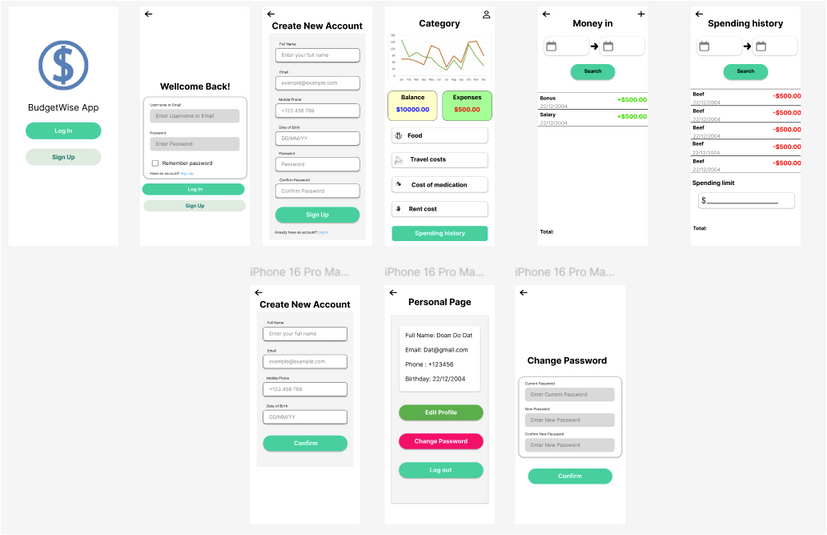 BudgetWise App
Log In
Sign Up
Wellcome Back!
Username or Email
Enter Username or Email
Password
Enter Password
Remember password
Have an account? Sign Up
Log In
Sign Up
Create New Account
Full Name
Enter your full name
Email
example@example.com
Mobile Phone
+123 456 789
Date of Birth
DD/MM/YY
Password
Password
Confirm Password
Confirm Password
Sign Up
Already have an account? Log In
Category
Balance
$10000.00
Expenses
$500.00
Food
Travel costs
Cost of medication
Rent cost
Spending history
Money in
Search
Bonus
+$500.00
22/12/2004
Salary
+$500.00
22/12/2004
Total:
Spending history
Search
Beef
-$500.00
22/12/2004
Beef
-$500.00
22/12/2004
Beef
-$500.00
22/12/2004
Beef
-$500.00
22/12/2004
Beef
-$500.00
22/12/2004
Spending limit
$
Total:
iPhone 16 Pro Ma...
Create New Account
Full Name
Enter your full name
Email
example@example.com
Mobile Phone
+123 456 789
Date of Birth
DD/MM/YY
Confirm
iPhone 16 Pro Ma...
Personal Page
Full Name: Doan Do Dat
Email: Dat@gmail.com
Phone : +123456
Birthday: 22/12/2004
Edit Profile
Change Password
Log out
iPhone 16 Pro Ma...
Change Password
Current Password
Enter Current Password
New Password
Enter New Password
Confirm New Password
Enter New Password
Confirm